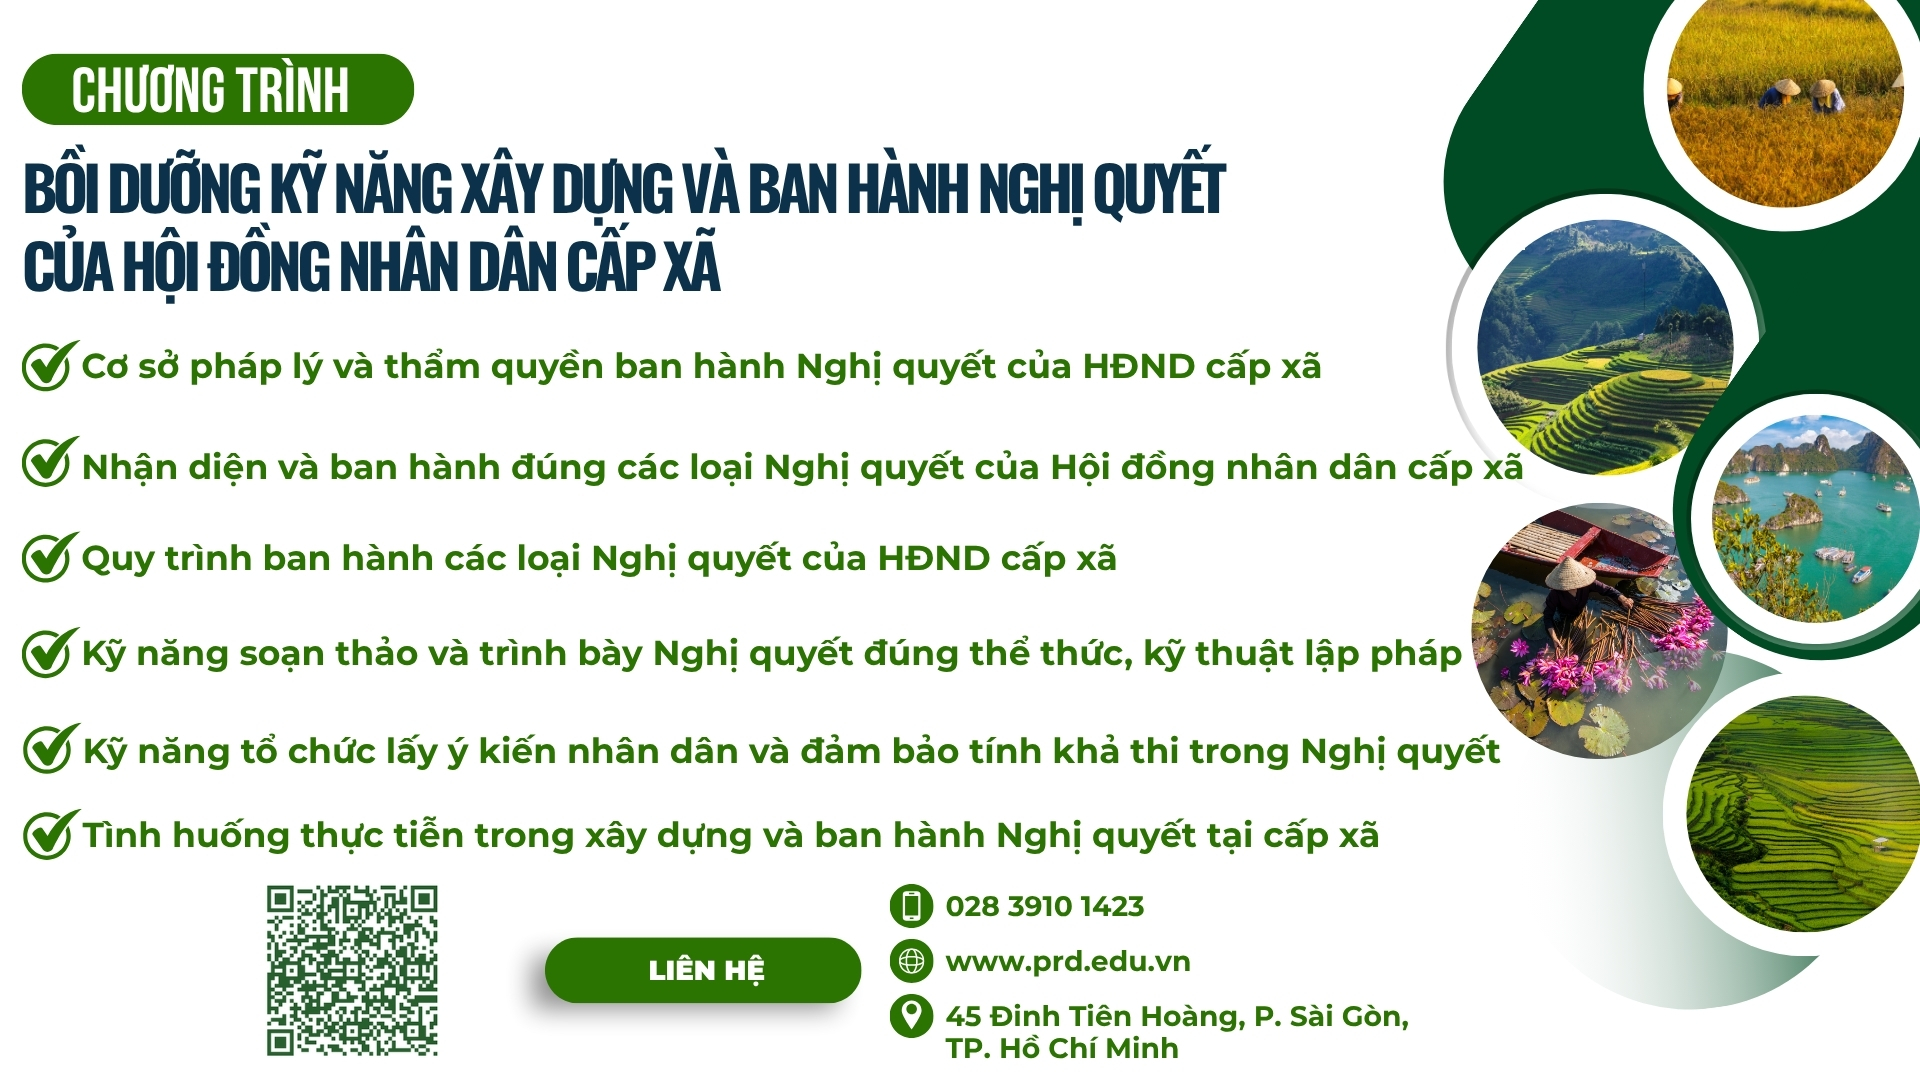 CHƯƠNG TRÌNH
BỒI DƯỠNG KỸ NĂNG XÂY DỰNG VÀ BAN HÀNH NGHỊ QUYẾT
CỦA HỘI ĐỒNG NHÂN DÂN CẤP XÃ
Cơ sở pháp lý và thẩm quyền ban hành Nghị quyết của HĐND cấp xã
Nhận diện và ban hành đúng các loại Nghị quyết của Hội đồng nhân dân cấp xã
Quy trình ban hành các loại Nghị quyết của HĐND cấp xã
Kỹ năng soạn thảo và trình bày Nghị quyết đúng thể thức, kỹ thuật lập pháp
Kỹ năng tổ chức lấy ý kiến nhân dân và đảm bảo tính khả thi trong Nghị quyết
Tình huống thực tiễn trong xây dựng và ban hành Nghị quyết tại cấp xã
LIÊN HỆ
028 3910 1423
www.prd.edu.vn
45 Đinh Tiên Hoàng, P. Sài Gòn,
TP. Hồ Chí Minh